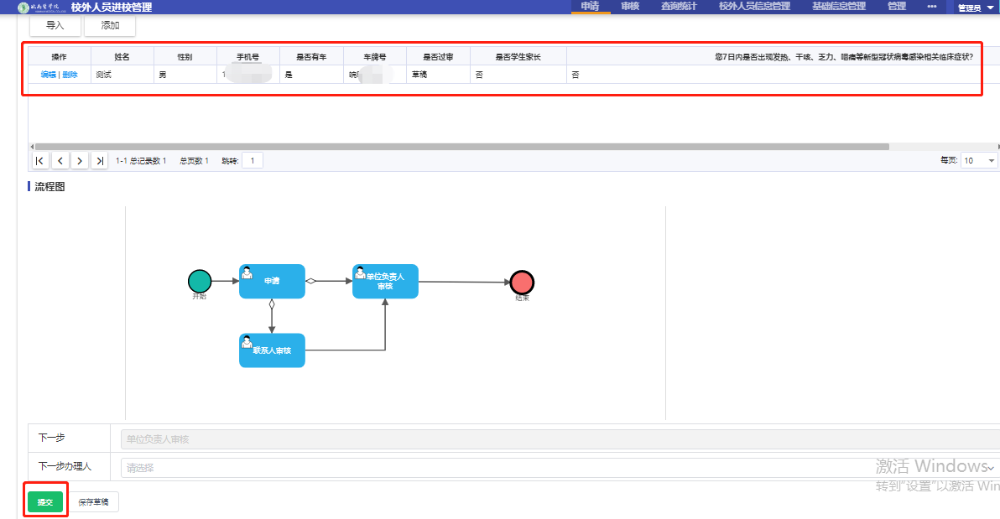 皖南医学院 校外人员进校管理 申请 审核 查询统计 校外人员信息管理 基础信息管理 管理 ••• 管理员
导入 添加
操作 姓名 性别 手机号 是否有车 车牌号 是否过审 是否学生家长 您7日内是否出现发热、干咳、乏力、咽痛等新型冠状病毒感染相关临床症状?
编辑 | 删除 测试 男 1 是 皖 草稿 否 否
1-1 总记录数 1 总页数 1 跳转: 1 每页: 10
流程图
开始
申请
单位负责人
审核
结束
联系人审核
下一步 单位负责人审核
下一步办理人 请选择
激活 Windows
转到"设置"以激活 Win
提交 保存草稿